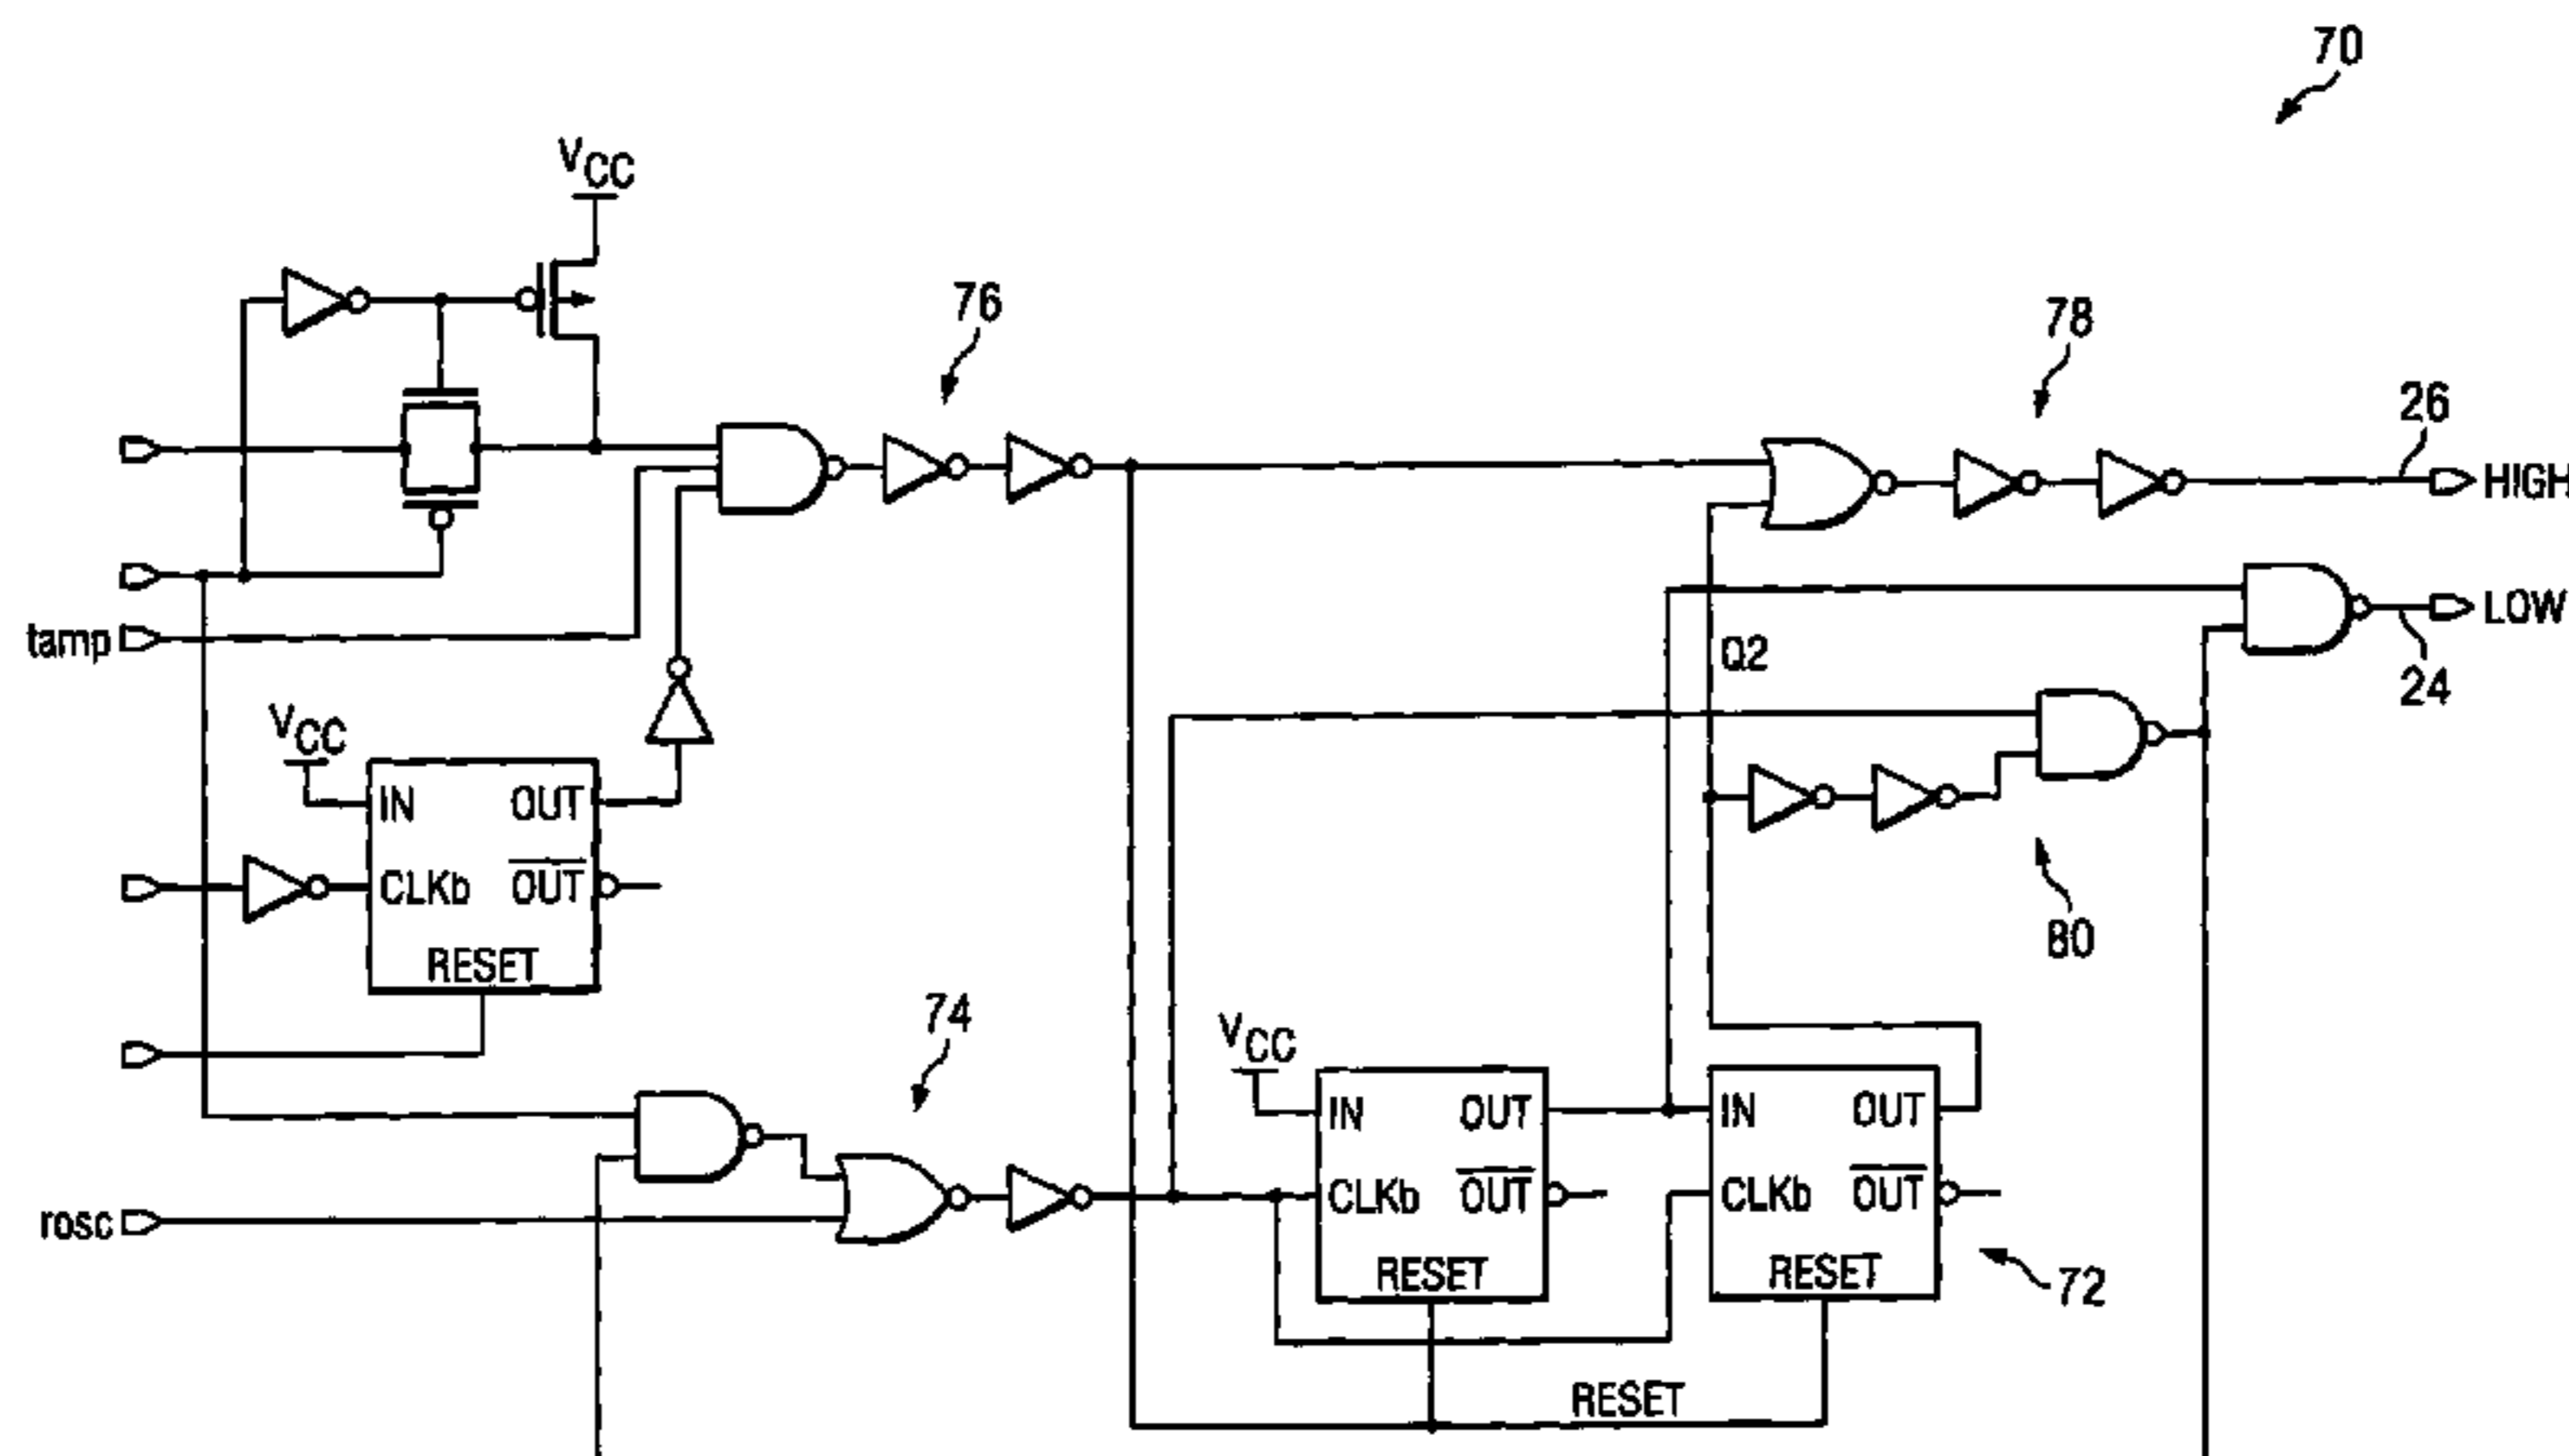 70
VCC
76
78
26
HIGH
LOW
24
tamp
Q2
VCC
IN
OUT
CLKb
OUT
RESET
80
74
VCC
IN
OUT
IN
OUT
CLKb
OUT
CLKb
OUT
rosc
RESET
RESET
72
RESET